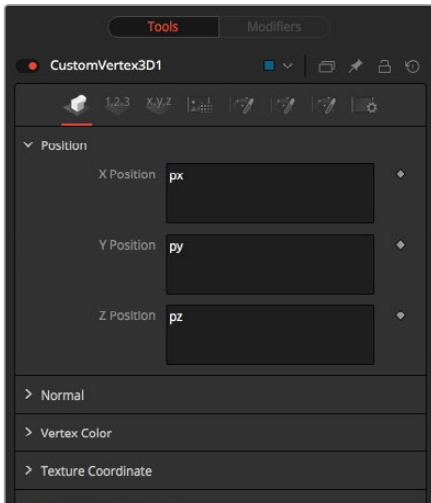 Tools Modifiers
CustomVertex3D1
1,2,3 x,y,z
Position
X Position px
Y Position py
Z Position pz
Normal
Vertex Color
Texture Coordinate